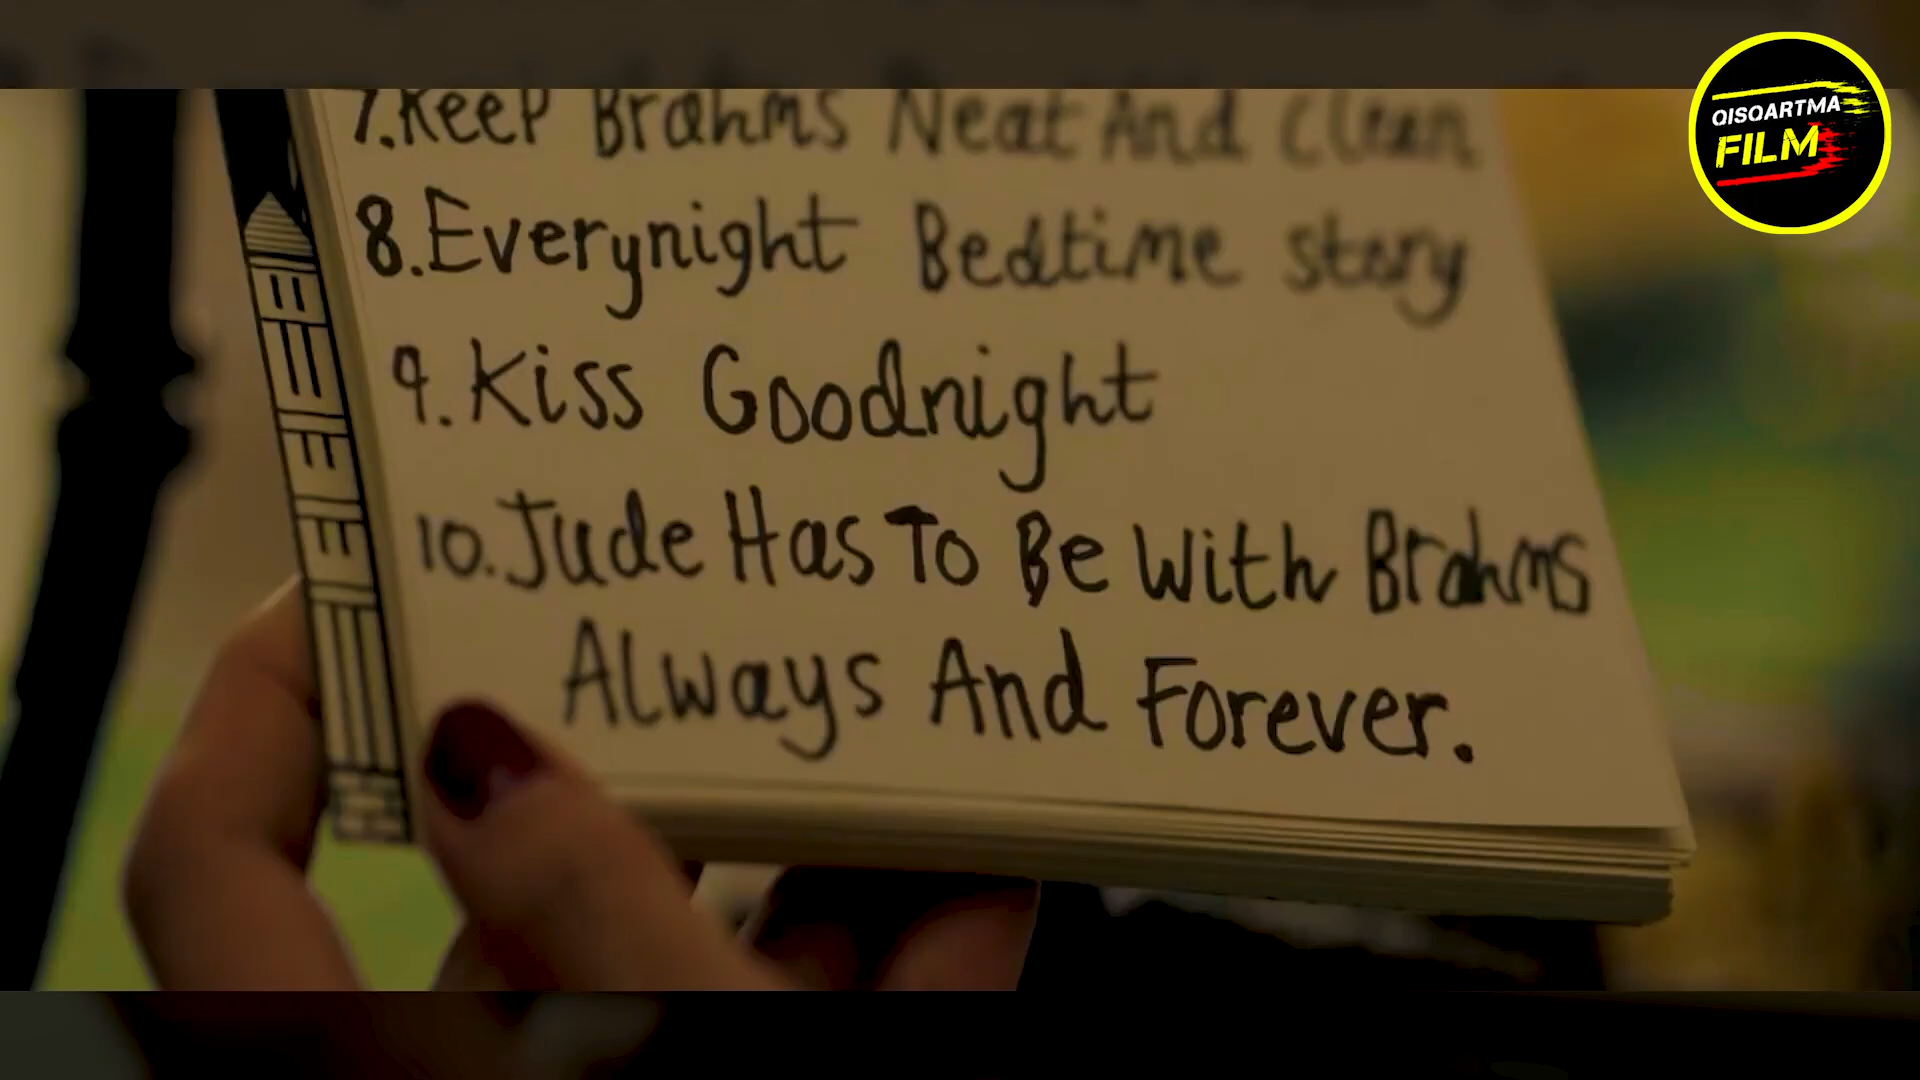 QISQARTMA
FILM
7.Keep Brahms Neat And Clean
8.Everynight Bedtime story
9.Kiss Goodnight
10.Jude Has To Be With Brahms
Always And Forever.